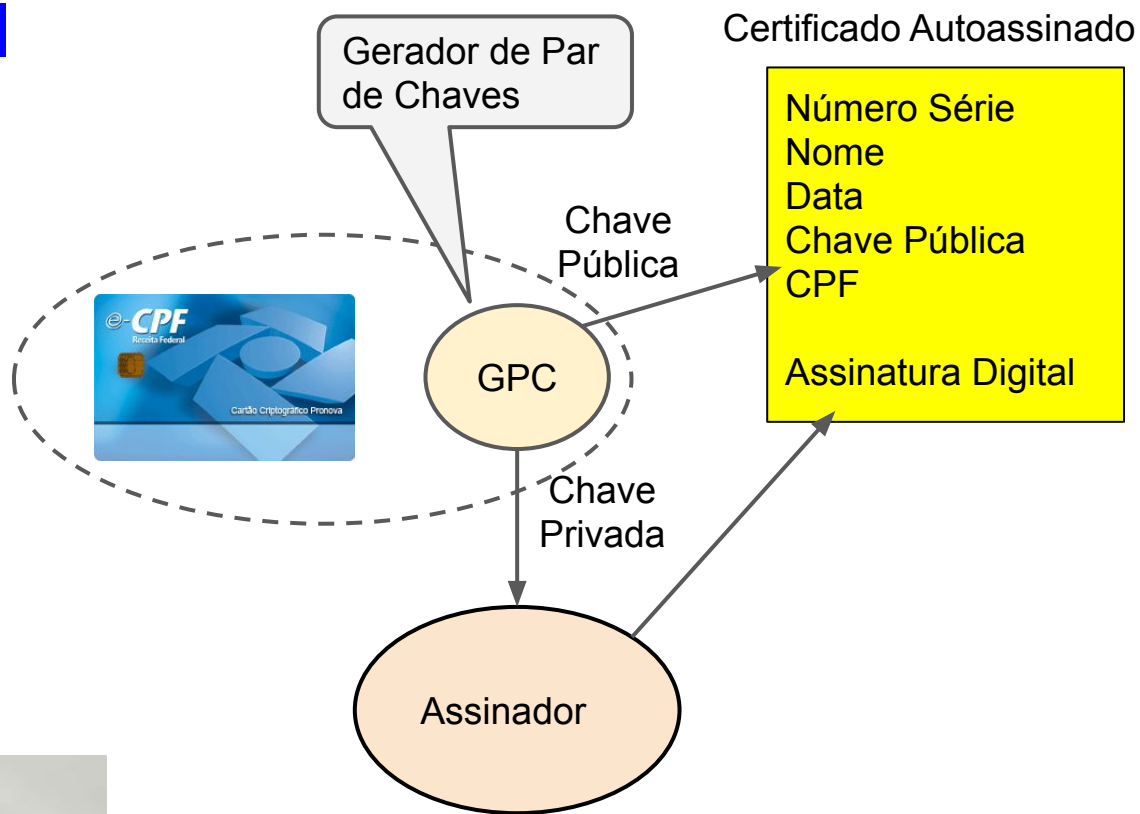 Certificado Autoassinado
Gerador de Par
de Chaves
Número Série
Nome
Data
Chave Pública
CPF
Assinatura Digital
Chave
Pública
e-CPF
Receita Federal
Cartão Criptográfico Pronova
GPC
Chave
Privada
Assinador